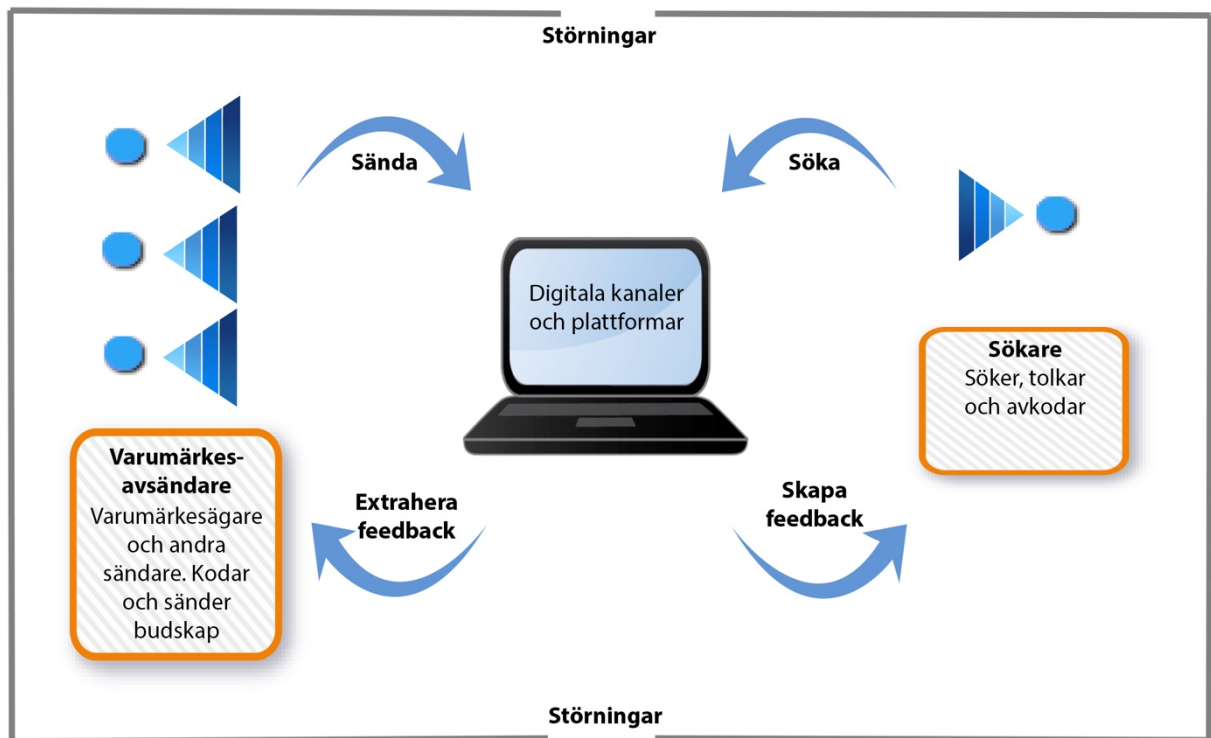 Störningar
Sända
Söka
Digitala kanaler
och plattformar
Sökare
Söker, tolkar
och avkodar
Varumärkes-
avsändare
Varumärkesägare
och andra
sändare. Kodar
och sänder
budskap
Extrahera
feedback
Skapa
feedback
Störningar